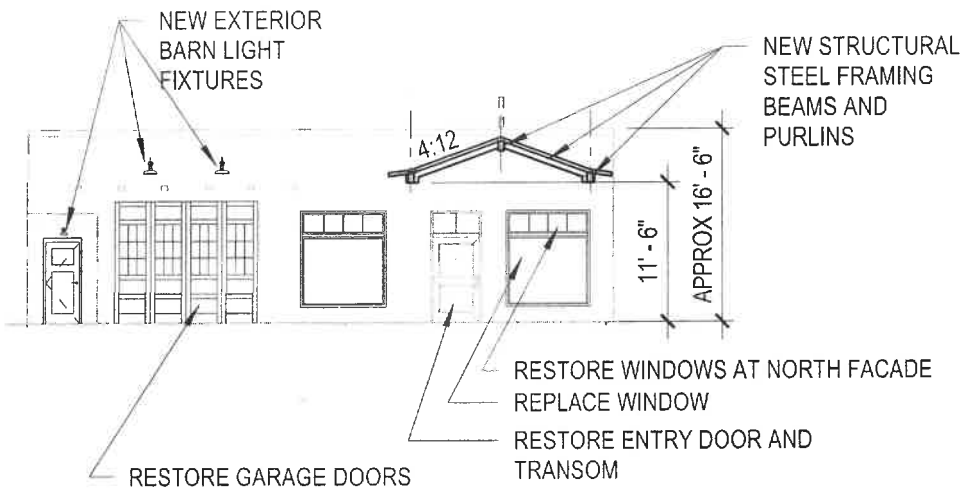 NEW EXTERIOR
BARN LIGHT
FIXTURES
NEW STRUCTURAL
STEEL FRAMING
BEAMS AND
PURLINS
4:12
11' - 6"
APPROX 16' - 6"
RESTORE WINDOWS AT NORTH FACADE
REPLACE WINDOW
RESTORE ENTRY DOOR AND
TRANSOM
RESTORE GARAGE DOORS